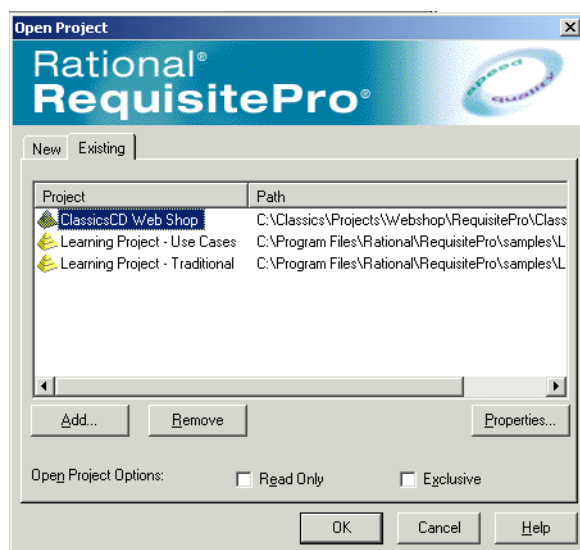 Open Project
Rational®
RequisitePro®
speed
quality
New Existing
Project Path
ClassicsCD Web Shop C:\Classics\Projects\Webshop\RequisitePro\Class
Learning Project - Use Cases C:\Program Files\Rational\RequisitePro\samples\L
Learning Project - Traditional C:\Program Files\Rational\RequisitePro\samples\L
Add... Remove Properties...
Open Project Options: Read Only Exclusive
OK Cancel Help